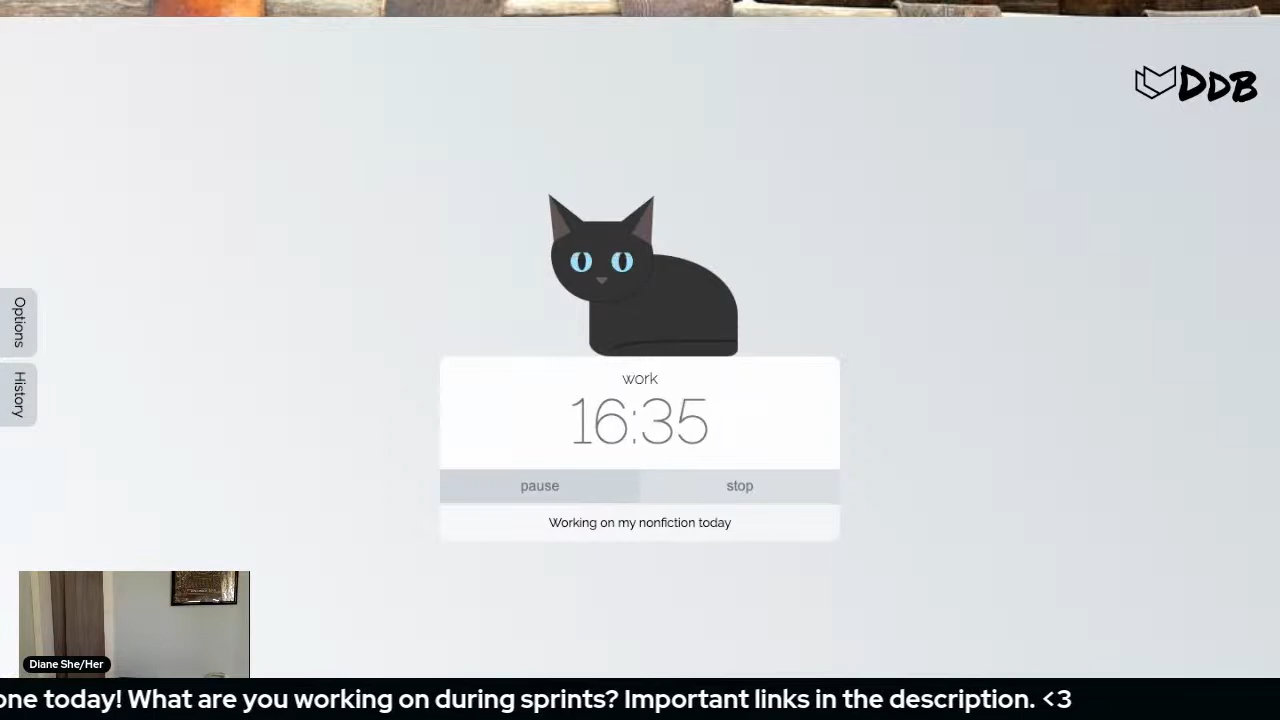 DDB
Options
History
work
16:35
pause
stop
Working on my nonfiction today
Diane She/Her
one today! What are you working on during sprints? Important links in the description. <3